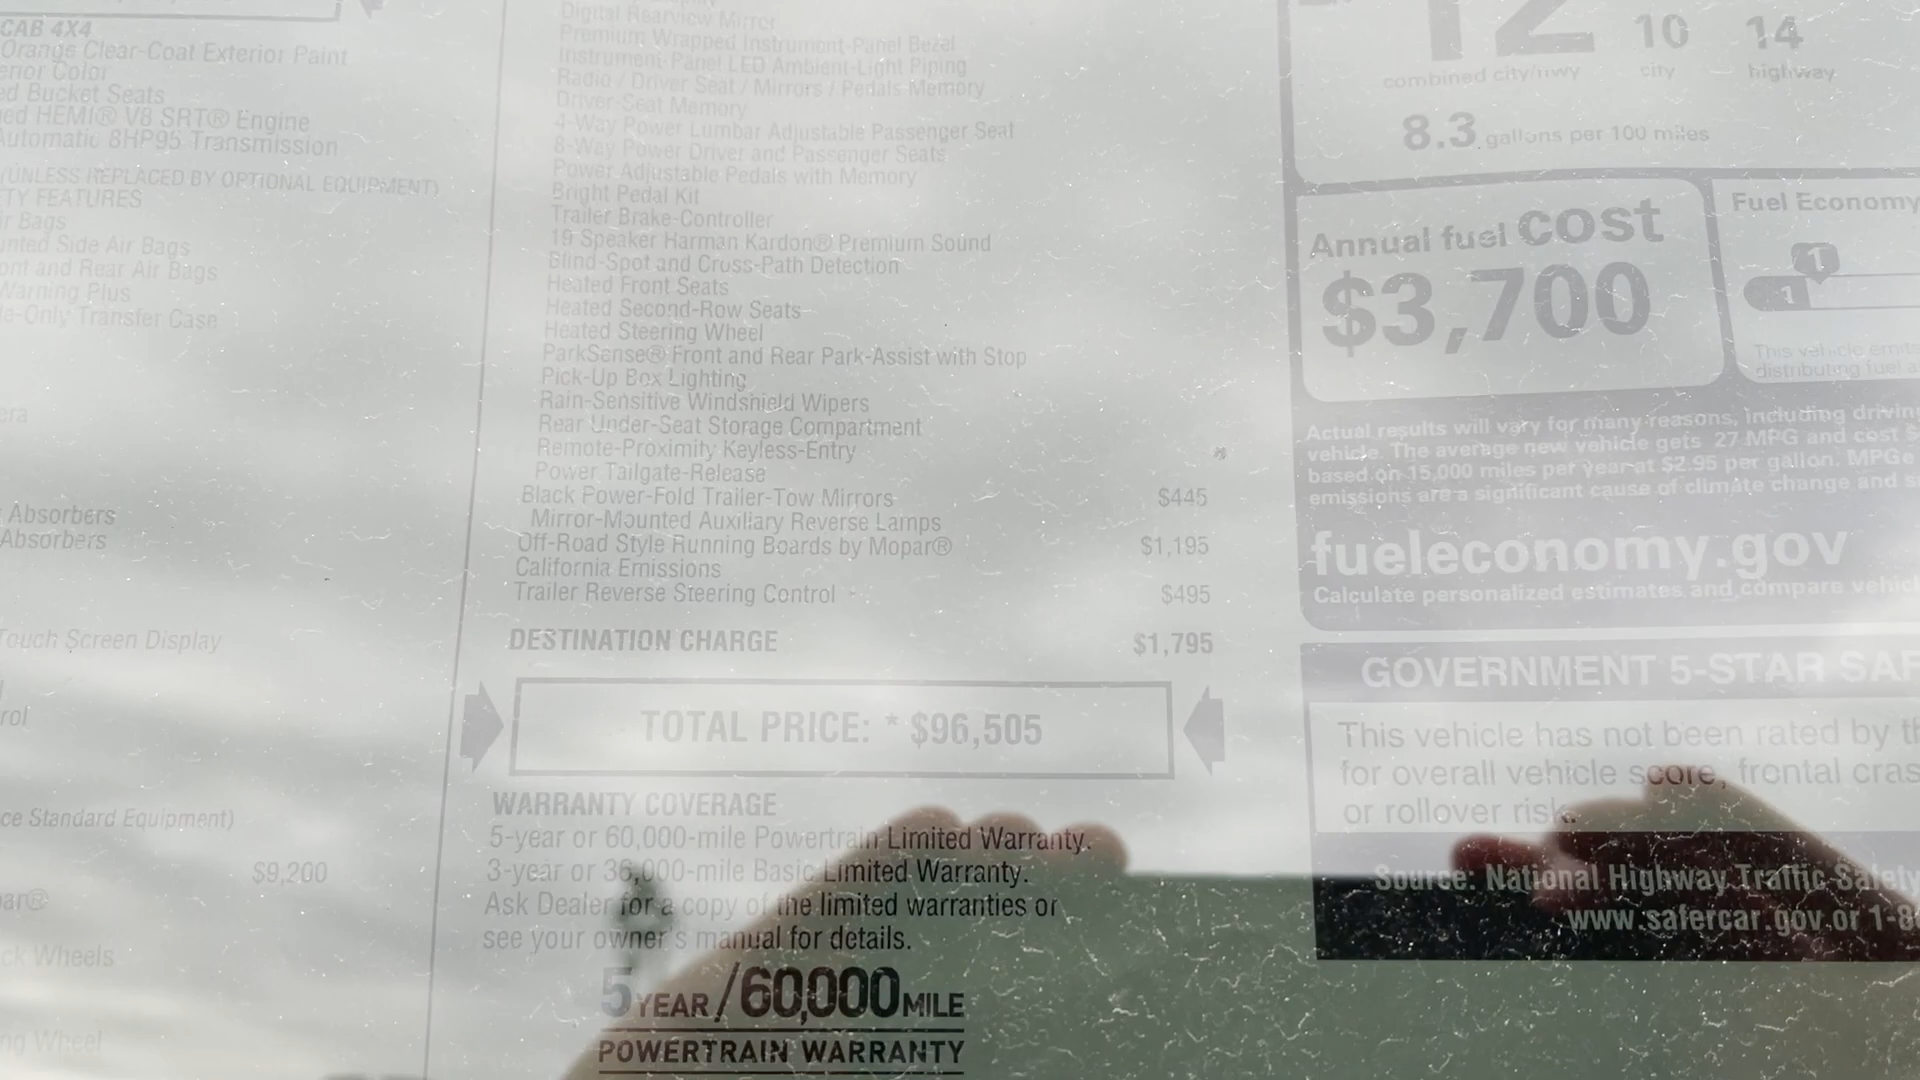 CAB 4X4
Orange Clear-Coat Exterior Paint
erior Color
ed Bucket Seats
ed HEMI® V8 SRT® Engine
Automatic 8HP95 Transmission
(UNLESS REPLACED BY OPTIONAL EQUIPMENT)
TY FEATURES
ir Bags
unted Side Air Bags
ont and Rear Air Bags
Warning Plus
e-Only Transfer Case
era
Absorbers
Absorbers
Touch Screen Display
rol
ce Standard Equipment)
$9,200
par®
ck Wheels
ng Wheel
Digital Rearview Mirror
Premium Wrapped Instrument-Panel Bezel
Instrument-Panel LED Ambient-Light Piping
Radio / Driver Seat / Mirrors / Pedals Memory
Driver-Seat Memory
4-Way Power Lumbar Adjustable Passenger Seat
8-Way Power Driver and Passenger Seats
Power Adjustable Pedals with Memory
Bright Pedal Kit
Trailer Brake-Controller
19 Speaker Harman Kardon® Premium Sound
Blind-Spot and Cross-Path Detection
Heated Front Seats
Heated Second-Row Seats
Heated Steering Wheel
ParkSense® Front and Rear Park-Assist with Stop
Pick-Up Box Lighting
Rain-Sensitive Windshield Wipers
Rear Under-Seat Storage Compartment
Remote-Proximity Keyless-Entry
Power Tailgate-Release
Black Power-Fold Trailer-Tow Mirrors $445
Mirror-Mounted Auxiliary Reverse Lamps
Off-Road Style Running Boards by Mopar® $1,195
California Emissions
Trailer Reverse Steering Control $495
DESTINATION CHARGE $1,795
TOTAL PRICE: * $96,505
WARRANTY COVERAGE
5-year or 60,000-mile Powertrain Limited Warranty.
3-year or 36,000-mile Basic Limited Warranty.
Ask Dealer for a copy of the limited warranties or
see your owner's manual for details.
5 YEAR / 60,000 MILE
POWERTRAIN WARRANTY
12 10 14
combined city/hwy city highway
8.3 gallons per 100 miles
Annual fuel cost
$3,700
Fuel Economy
1
1
This vehicle emits
distributing fuel a
Actual results will vary for many reasons, including drivin
vehicle. The average new vehicle gets 27 MPG and cost $
based on 15,000 miles per year at $2.95 per gallon. MPGe
emissions are a significant cause of climate change and s
fueleconomy.gov
Calculate personalized estimates and compare vehic
GOVERNMENT 5-STAR SAF
This vehicle has not been rated by th
for overall vehicle score, frontal cras
or rollover risk.
Source: National Highway Traffic Safety
www.safercar.gov or 1-8